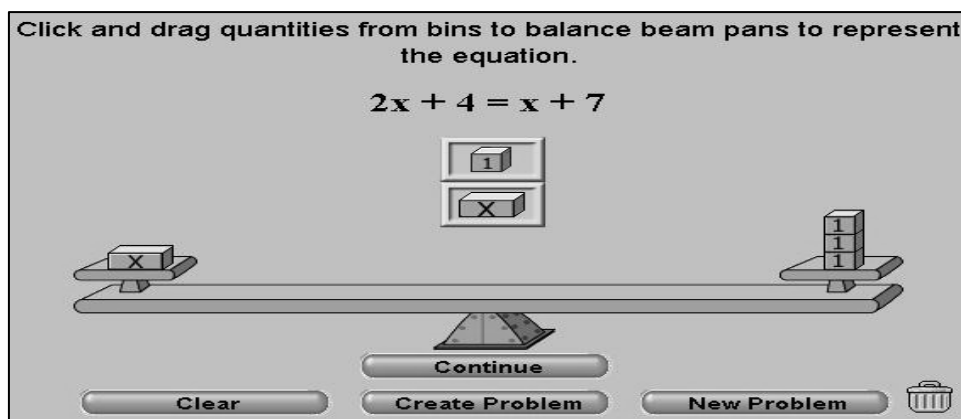 Click and drag quantities from bins to balance beam pans to represent
the equation.
2x + 4 = x + 7
1
X
X
1
1
1
Continue
Clear
Create Problem
New Problem